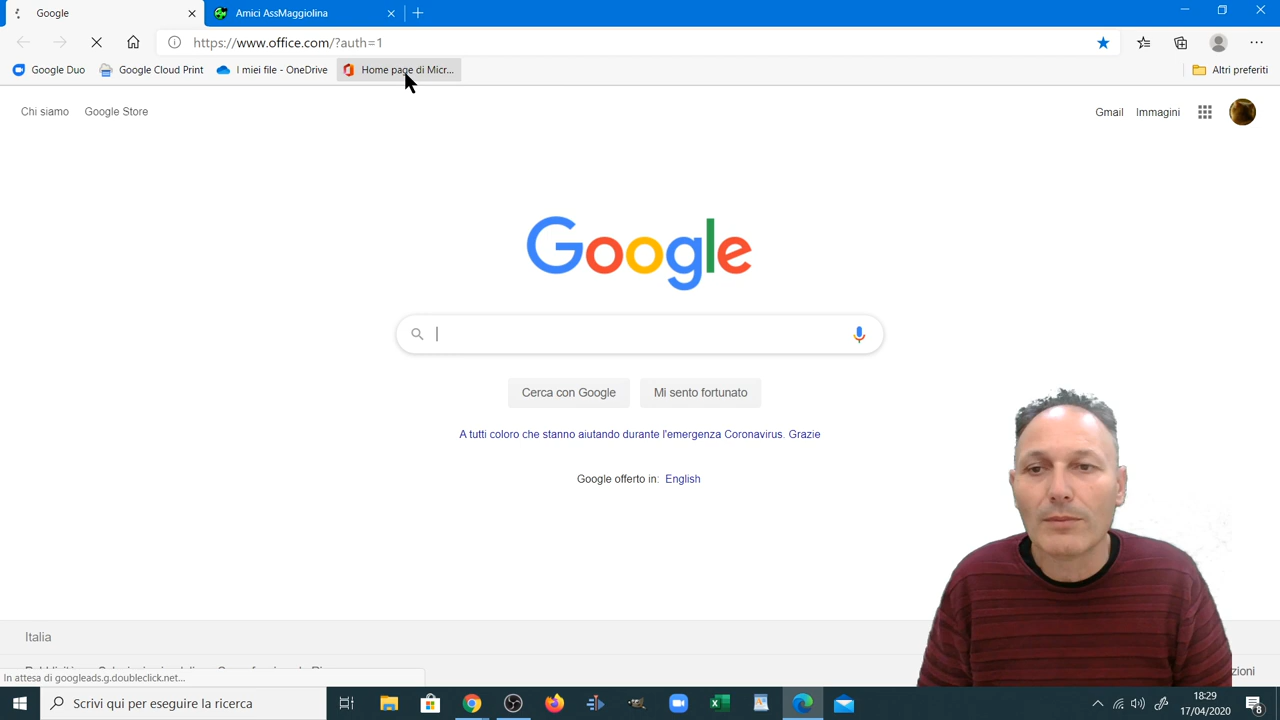 Google
Amici AssMaggiolina
https://www.office.com/?auth=1
Google Duo
Google Cloud Print
I miei file - OneDrive
Home page di Micr...
Altri preferiti
Chi siamo
Google Store
Gmail
Immagini
Google
Cerca con Google
Mi sento fortunato
A tutti coloro che stanno aiutando durante l'emergenza Coronavirus. Grazie
Google offerto in: English
Italia
In attesa di googleads.g.doubleclick.net...
Scrivi qui per eseguire la ricerca
18:29
17/04/2020
8